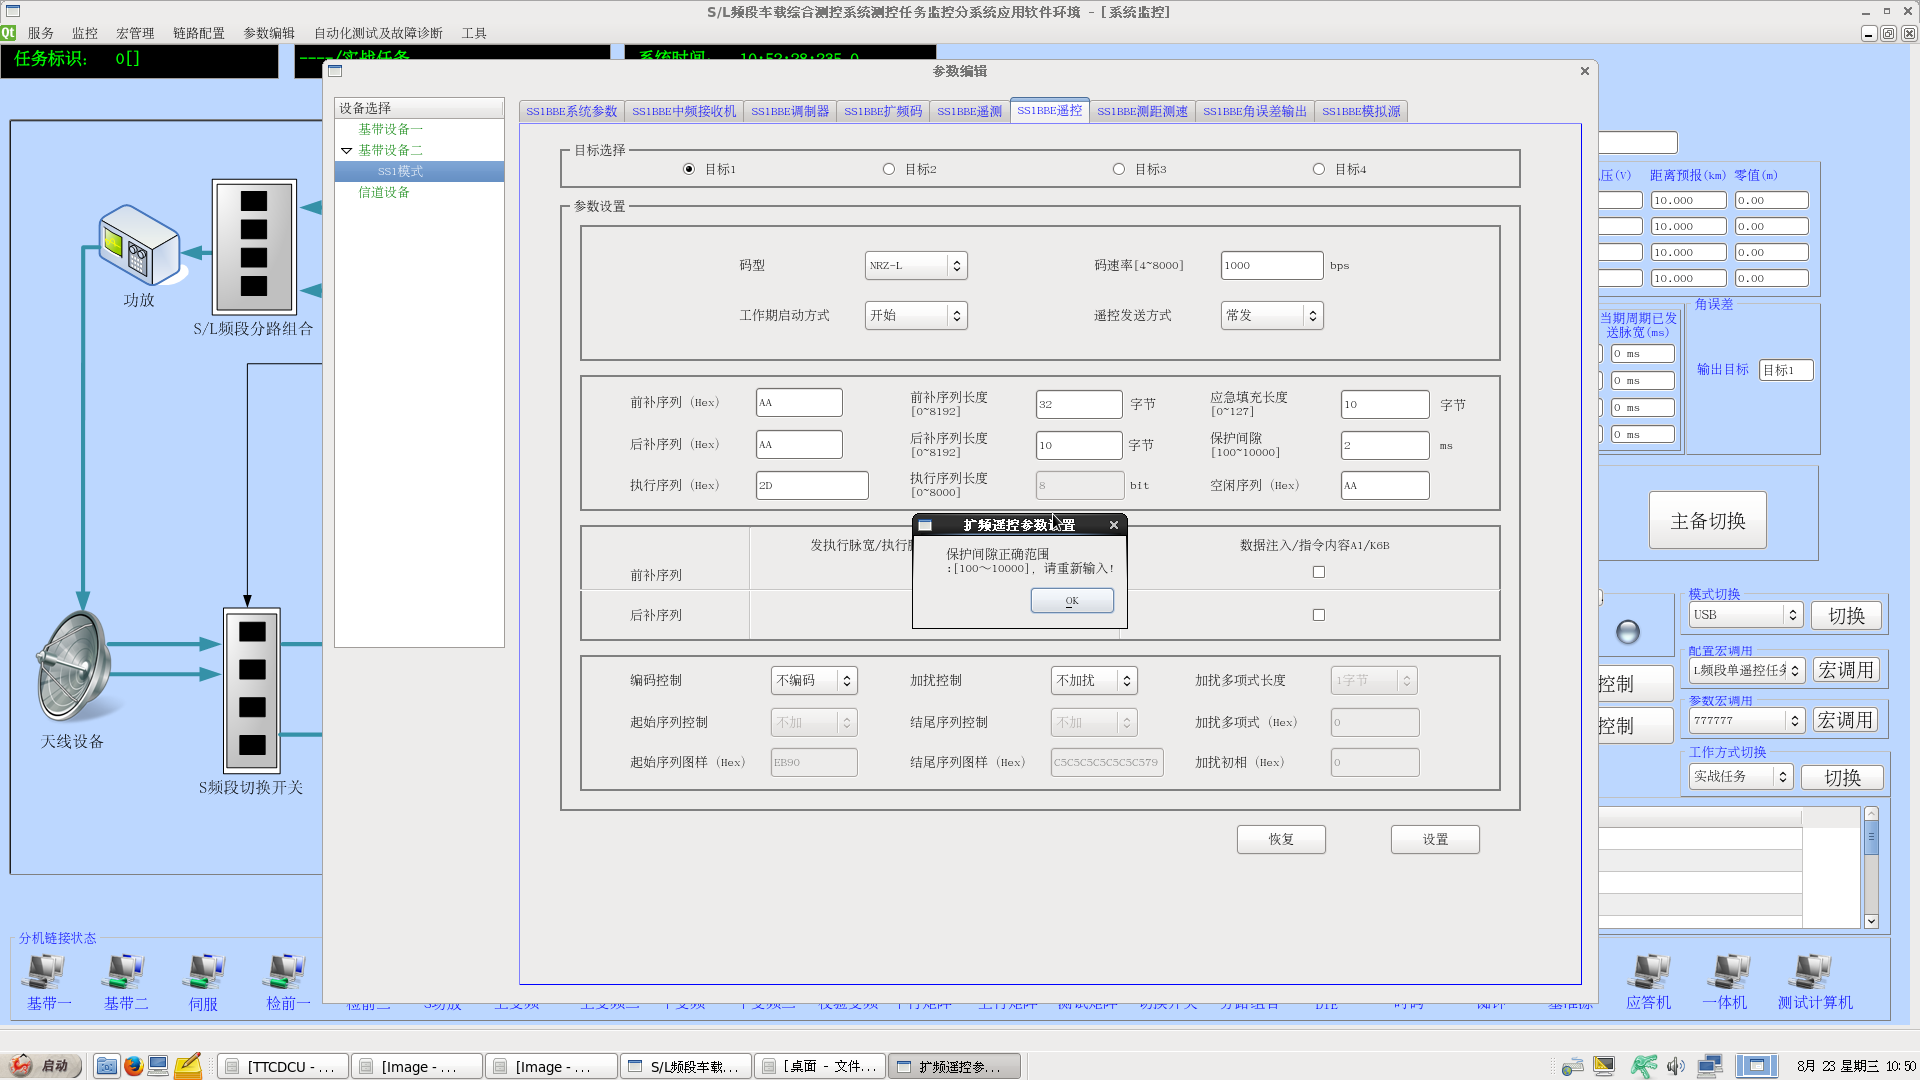 S/L频段车载综合测控系统测控任务监控分系统应用软件环境 - [系统监控]
服务 监控 宏管理 链路配置 参数编辑 自动化测试及故障诊断 工具
任务标识: 0[]
----/实战任务
系统时间: 10:52:28:235.0
参数编辑
设备选择
基带设备一
基带设备二
SS1模式
信道设备
SS1BBE系统参数 SS1BBE中频接收机 SS1BBE调制器 SS1BBE扩频码 SS1BBE遥测 SS1BBE遥控 SS1BBE测距测速 SS1BBE角误差输出 SS1BBE模拟源
目标选择
目标1 目标2 目标3 目标4
参数设置
码型 NRZ-L 码速率[4~8000] 1000 bps
工作期启动方式 开始 遥控发送方式 常发
前补序列 (Hex) AA 前补序列长度 [0~8192] 32 字节 应急填充长度 [0~127] 10 字节
后补序列 (Hex) AA 后补序列长度 [0~8192] 10 字节 保护间隙 [100~10000] 2 ms
执行序列 (Hex) 2D 执行序列长度 [0~8000] 8 bit 空闲序列 (Hex) AA
发执行脉宽/执行 数据注入/指令内容A1/K6B
前补序列
后补序列
扩频遥控参数设置
保护间隙正确范围
:[100～10000], 请重新输入!
OK
编码控制 不编码 加扰控制 不加扰 加扰多项式长度 1字节
起始序列控制 不加 结尾序列控制 不加 加扰多项式 (Hex) 0
起始序列图样 (Hex) EB90 结尾序列图样 (Hex) C5C5C5C5C5C5C579 加扰初相 (Hex) 0
恢复 设置
功放
S/L频段分路组合
天线设备
S频段切换开关
压(V) 距离预报(km) 零值(m)
10.000 0.00
10.000 0.00
10.000 0.00
10.000 0.00
当期周期已发
送脉宽(ms)
0 ms
0 ms
0 ms
0 ms
角误差
输出目标 目标1
主备切换
模式切换
USB 切换
配置宏调用
L频段单遥控任务 宏调用
控制
参数宏调用
777777 宏调用
控制
工作方式切换
实战任务 切换
分机链接状态
基带一 基带二 伺服 检前一 应答机 一体机 测试计算机
启动 [TTCDCU - ... [Image - ... [Image - ... S/L频段车载... [桌面 - 文件... 扩频遥控参... 8月 23 星期三 10:50